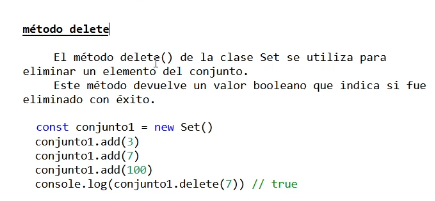 método delete
El método delete() de la clase Set se utiliza para
eliminar un elemento del conjunto.
Este método devuelve un valor booleano que indica si fue
eliminado con éxito.
const conjunto1 = new Set()
conjunto1.add(3)
conjunto1.add(7)
conjunto1.add(100)
console.log(conjunto1.delete(7)) // true